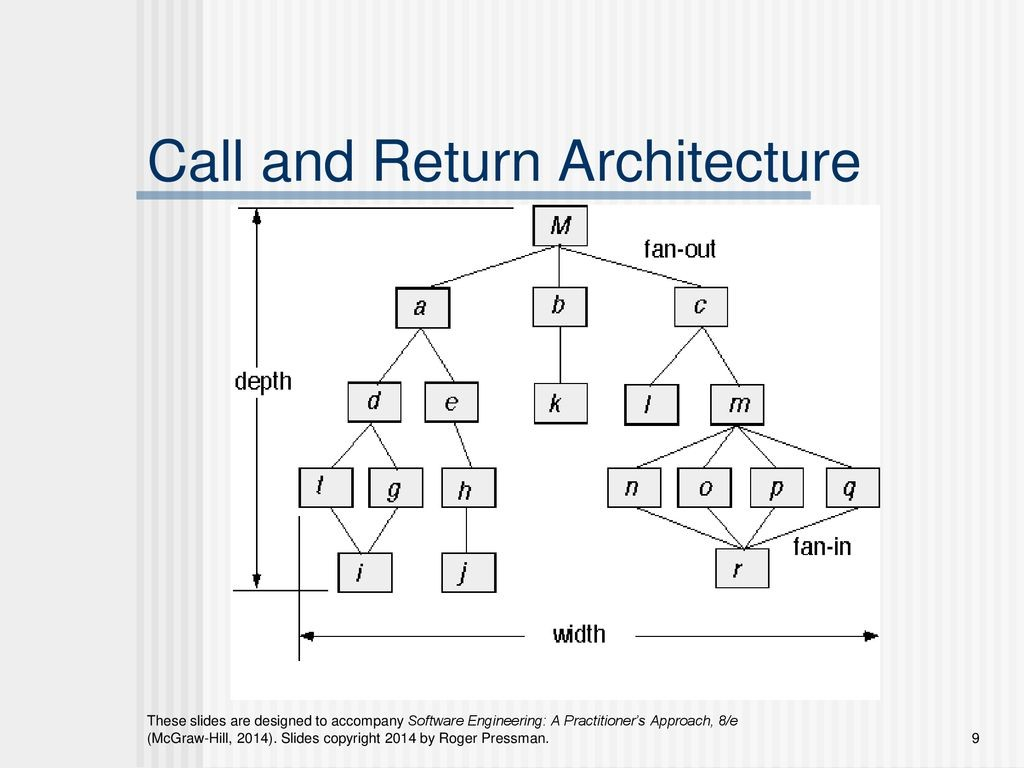 Call and Return Architecture
M
fan-out
a
b
c
depth
d
e
k
l
m
g
h
n
o
p
q
fan-in
i
j
r
width
These slides are designed to accompany Software Engineering: A Practitioner's Approach, 8/e
(McGraw-Hill, 2014). Slides copyright 2014 by Roger Pressman.
9